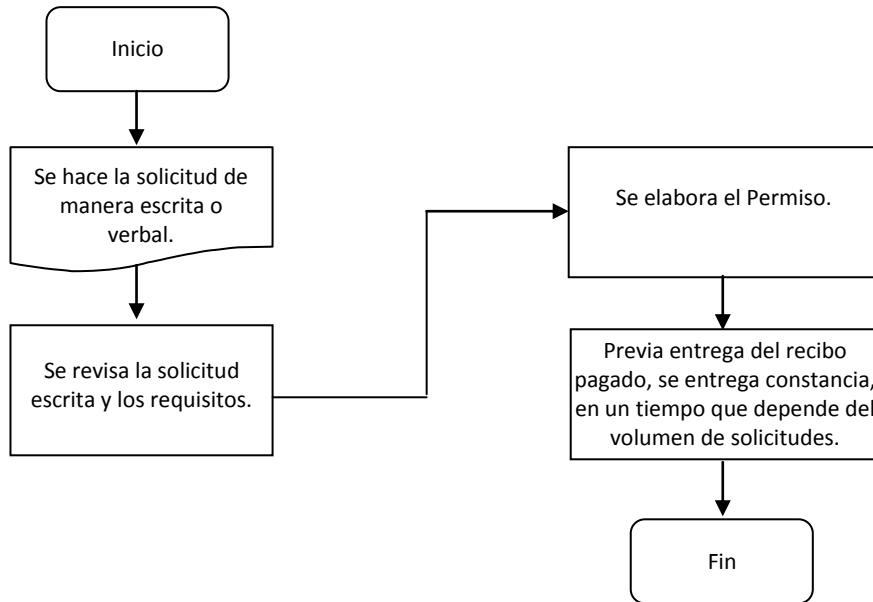 Inicio
Se hace la solicitud de
manera escrita o
verbal.
Se revisa la solicitud
escrita y los requisitos.
Se elabora el Permiso.
Previa entrega del recibo
pagado, se entrega constancia,
en un tiempo que depende del
volumen de solicitudes.
Fin